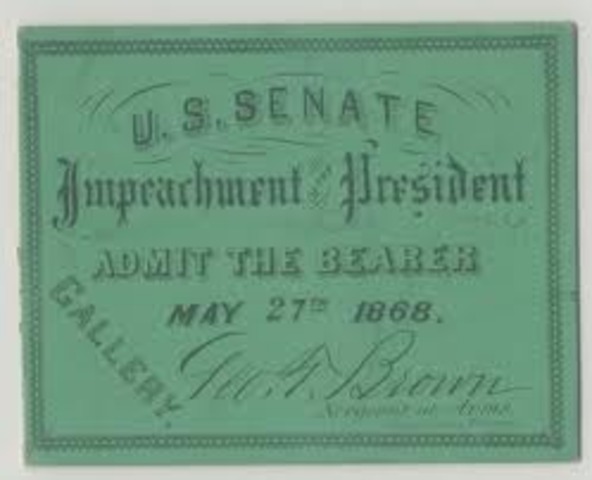 U.S. SENATE
Impeachment of the President
ADMIT THE BEARER
MAY 27TH 1868.
GALLERY.
Geo. T. Brown
Sergeant at Arms.